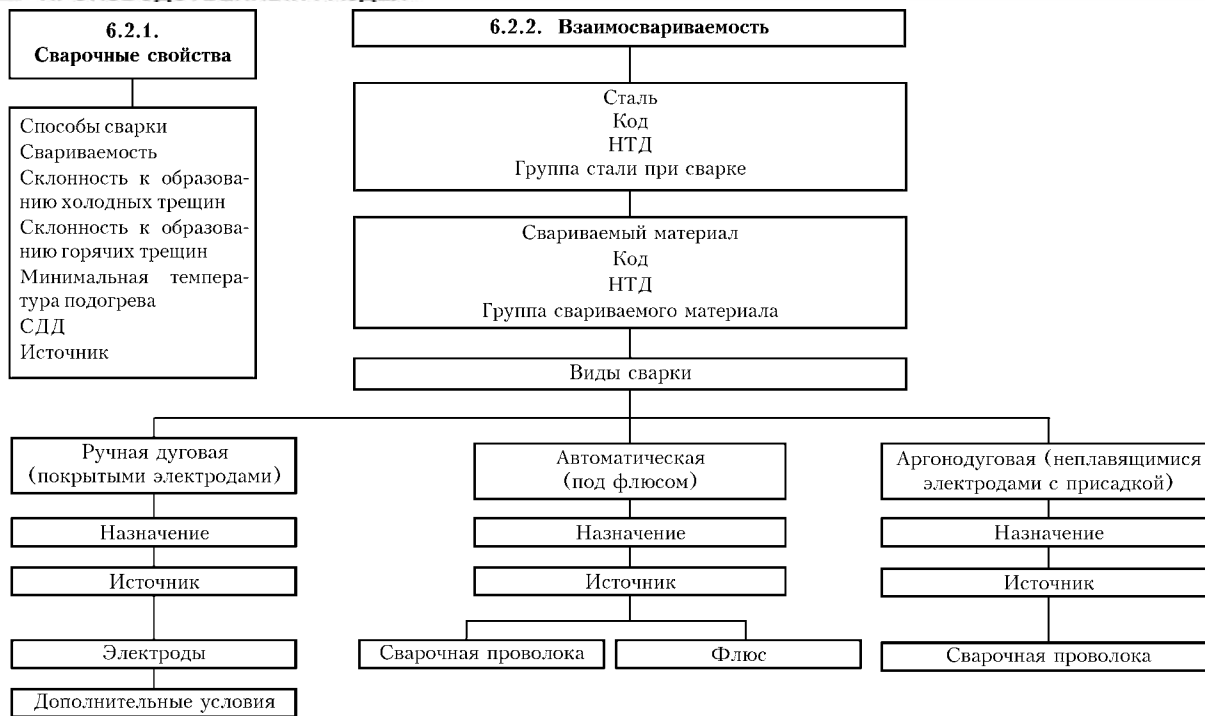 6.2.1.
Сварочные свойства
Способы сварки
Свариваемость
Склонность к образова-
нию холодных трещин
Склонность к образова-
нию горячих трещин
Минимальная темпера-
тура подогрева
СДД
Источник
6.2.2. Взаимосвариваемость
Сталь
Код
НТД
Группа стали при сварке
Свариваемый материал
Код
НТД
Группа свариваемого материала
Виды сварки
Ручная дуговая
(покрытыми электродами)
Назначение
Источник
Электроды
Дополнительные условия
Автоматическая
(под флюсом)
Назначение
Источник
Сварочная проволока
Флюс
Аргонодуговая (неплавящимися
электродами с присадкой)
Назначение
Источник
Сварочная проволока